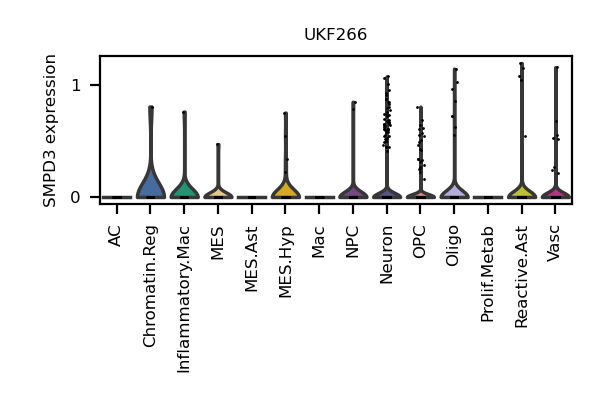 UKF266
SMPD3 expression
1
0
AC
Chromatin.Reg
Inflammatory.Mac
MES
MES.Ast
MES.Hyp
Mac
NPC
Neuron
OPC
Oligo
Prolif.Metab
Reactive.Ast
Vasc